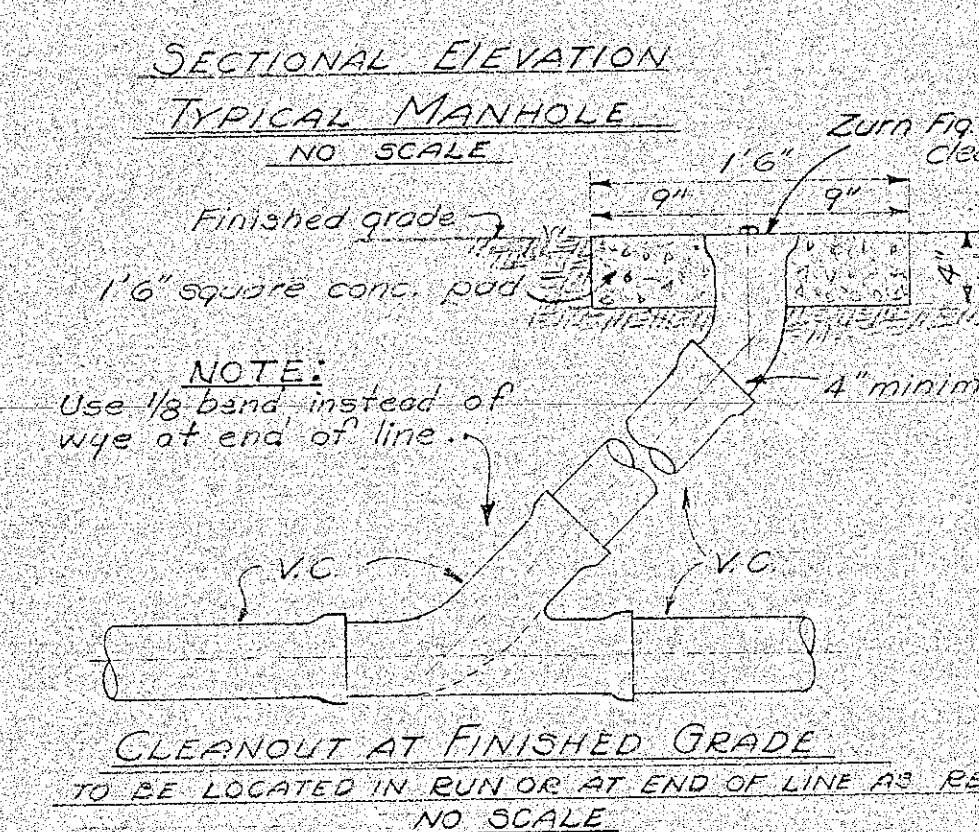 SECTIONAL ELEVATION
TYPICAL MANHOLE
NO SCALE
Zurn Fig.
1'6"
9" 9"
Finished grade
1'6" square conc. pad
4"
NOTE:
Use 1/8 bend instead of
wye at end of line.
4" minim
V.C.
V.C.
CLEANOUT AT FINISHED GRADE
TO BE LOCATED IN RUN OR AT END OF LINE AS
NO SCALE